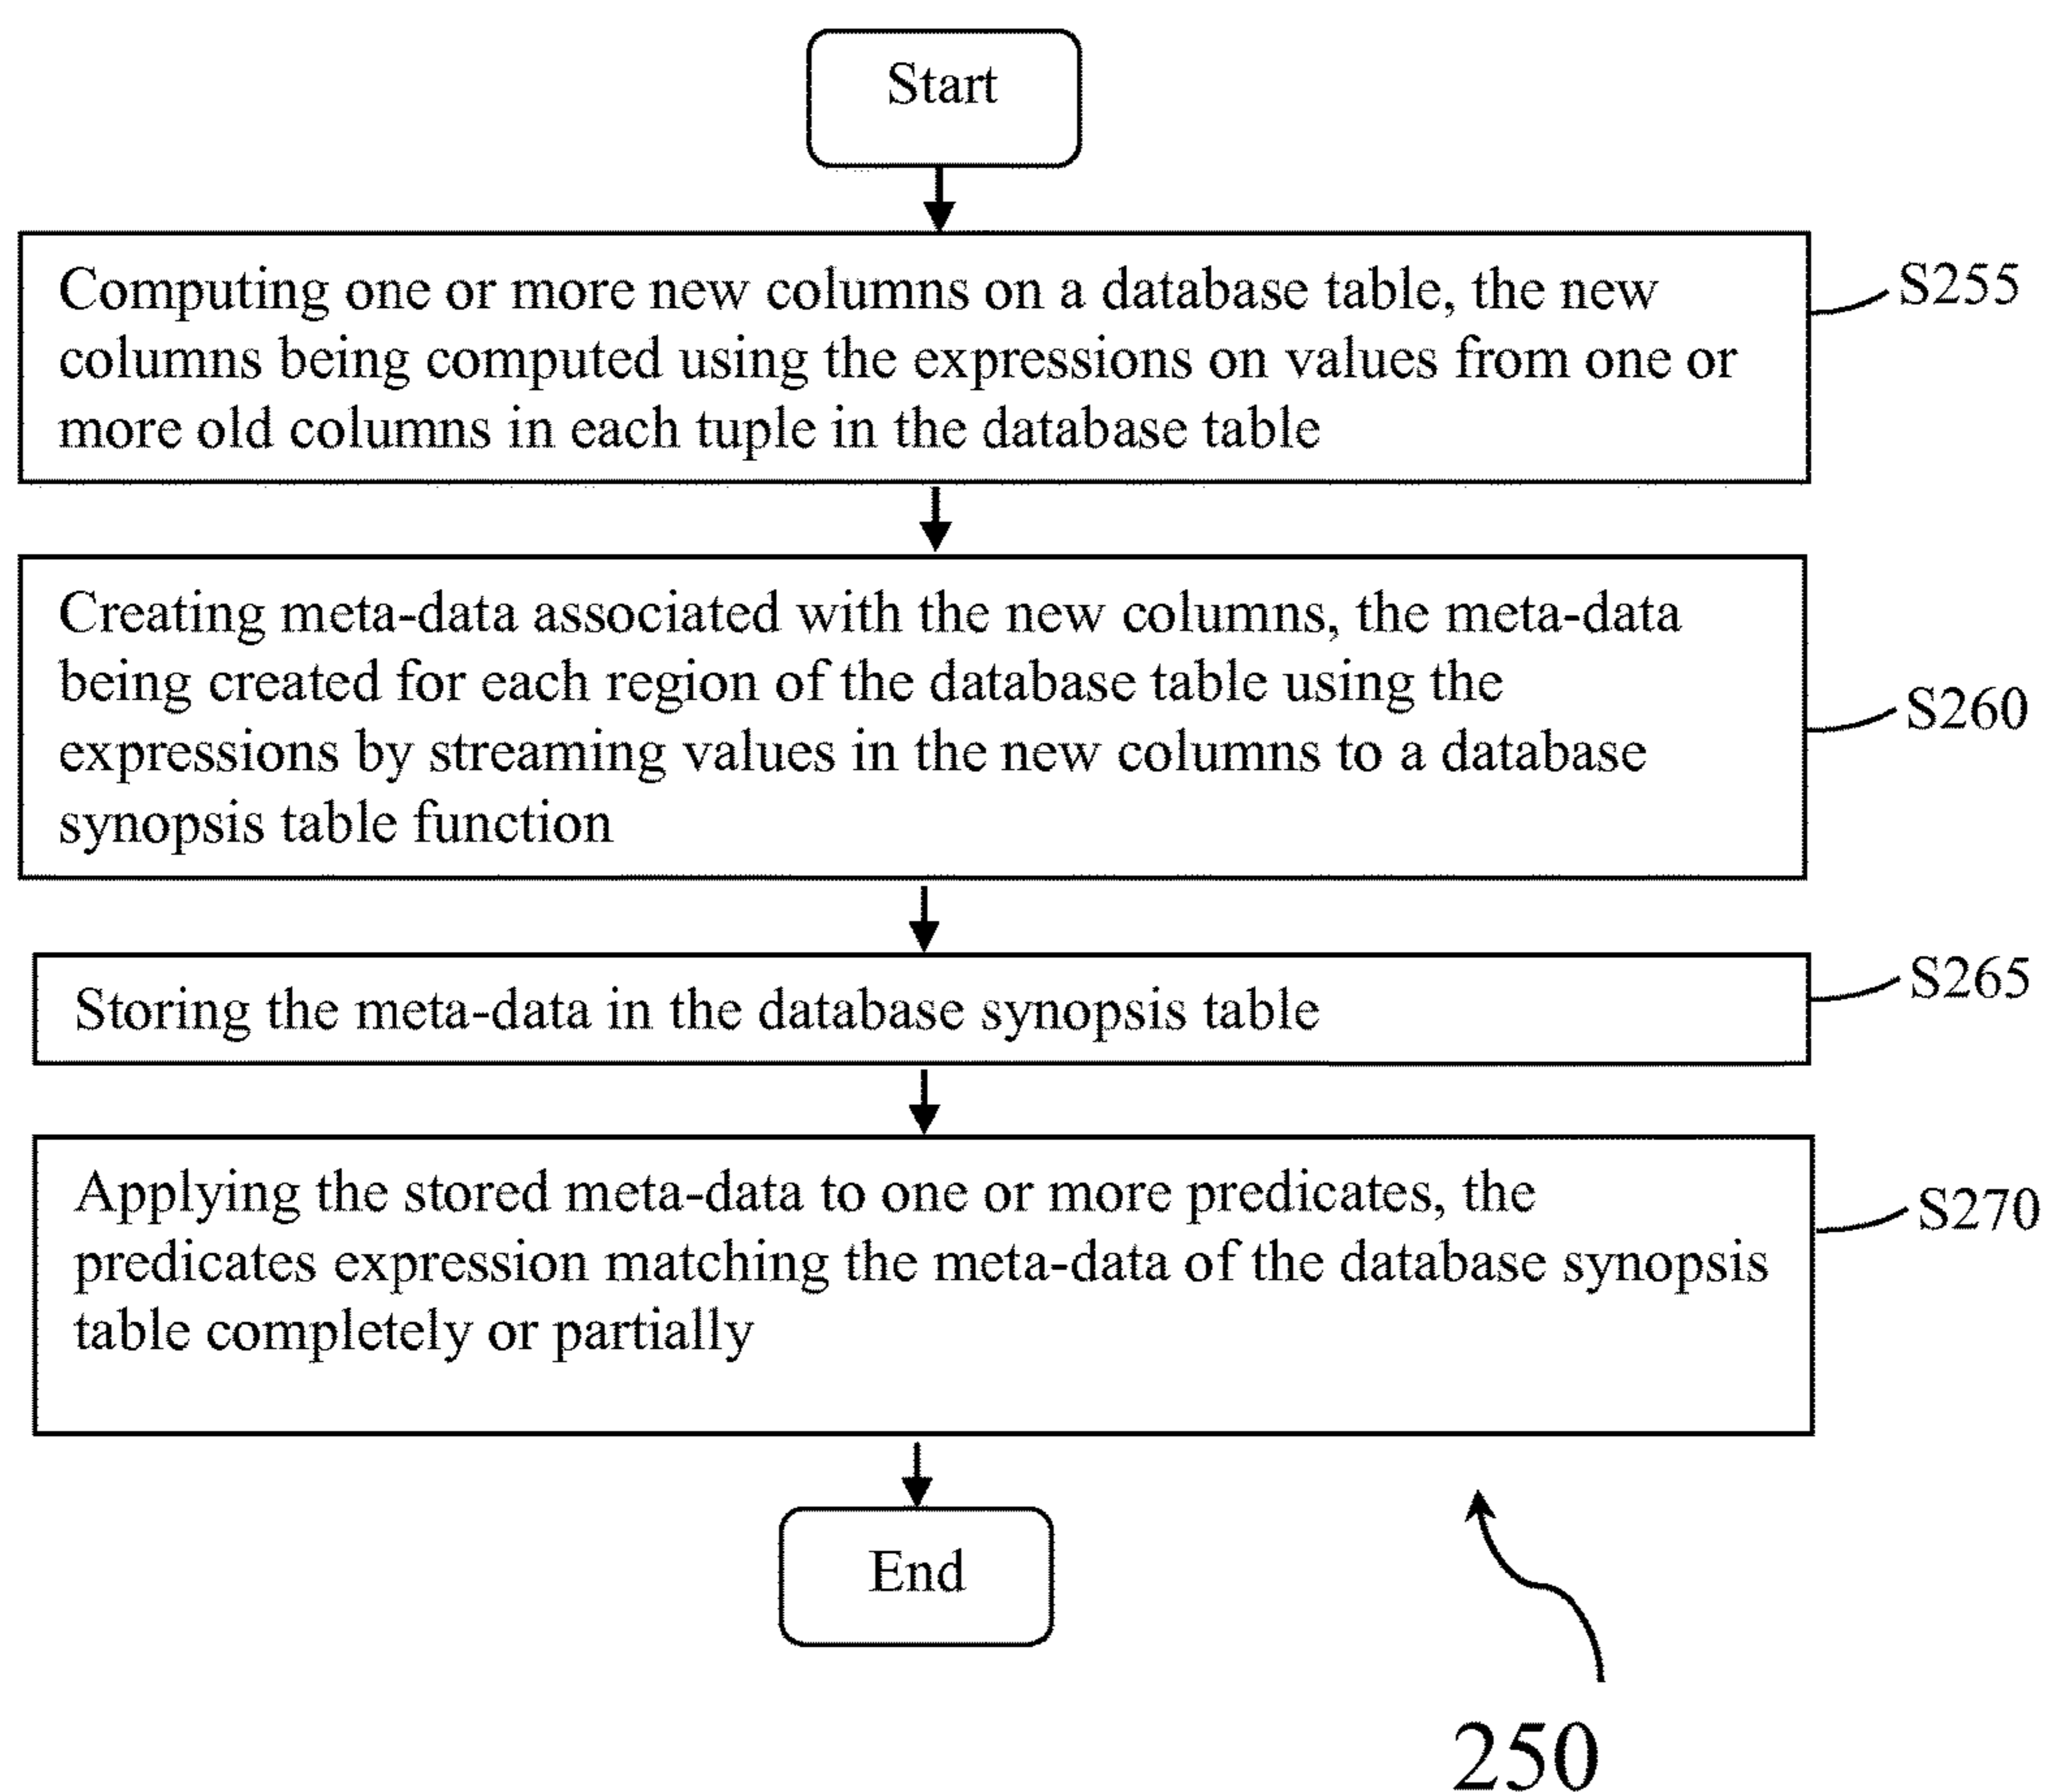 Start
Computing one or more new columns on a database table, the new
columns being computed using the expressions on values from one or
more old columns in each tuple in the database table
S255
Creating meta-data associated with the new columns, the meta-data
being created for each region of the database table using the
expressions by streaming values in the new columns to a database
synopsis table function
S260
Storing the meta-data in the database synopsis table
S265
Applying the stored meta-data to one or more predicates, the
predicates expression matching the meta-data of the database synopsis
table completely or partially
S270
End
250